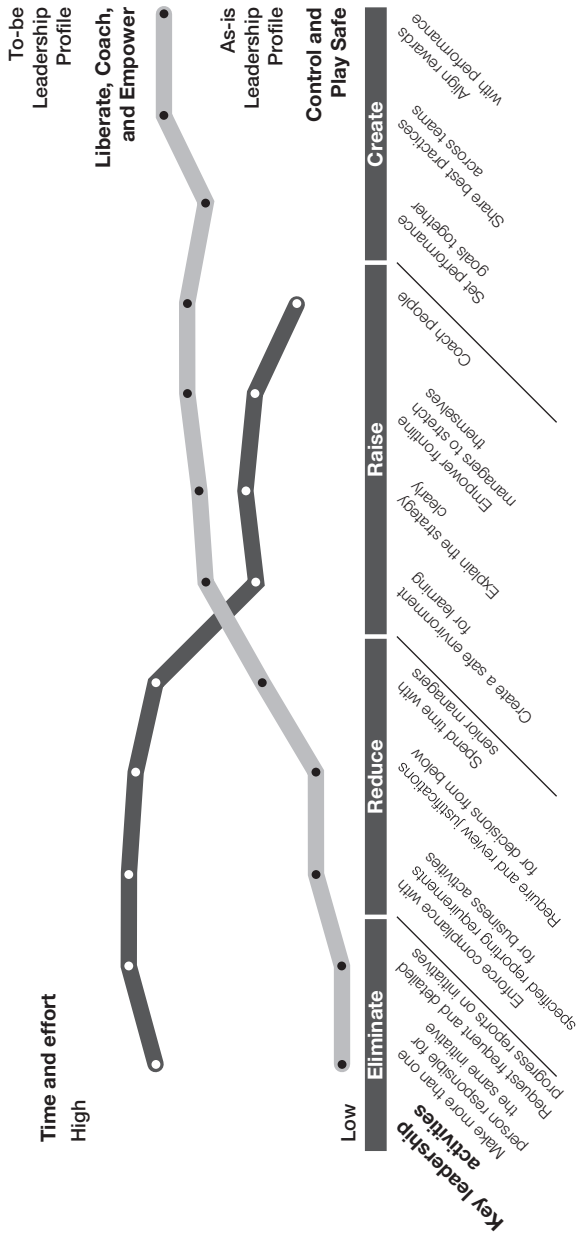 Time and effort
High
Low
To-be
Leadership
Profile
Liberate, Coach,
and Empower
As-is
Leadership
Profile
Control and
Play Safe
Eliminate
Reduce
Raise
Create
Key leadership
activities
Make more than one
person responsible for
the same initiative
Request frequent and detailed
progress reports on initiatives
Enforce compliance with
specified reporting requirements
for business activities
Require and review justifications
for decisions from below
Spend time with
senior managers
Create a safe environment
for learning
Explain the strategy
clearly
Empower frontline
managers to stretch
themselves
Coach people
Set performance
goals together
Share best practices
across teams
Align rewards
with performance